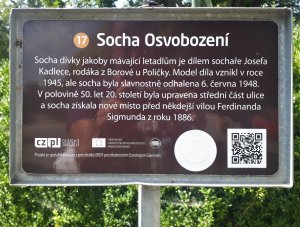 17 Socha Osvobození
Socha dívky jakoby mávající letadlům je dílem sochaře Josefa
Kadlece, rodáka z Borové u Poličky. Model díla vznikl v roce
1945, ale socha byla slavnostně odhalena 6. června 1948.
V polovině 50. let 20. století byla upravena střední část ulice
a socha získala nové místo před někdejší vilou Ferdinanda
Sigmunda z roku 1886.
cz pl